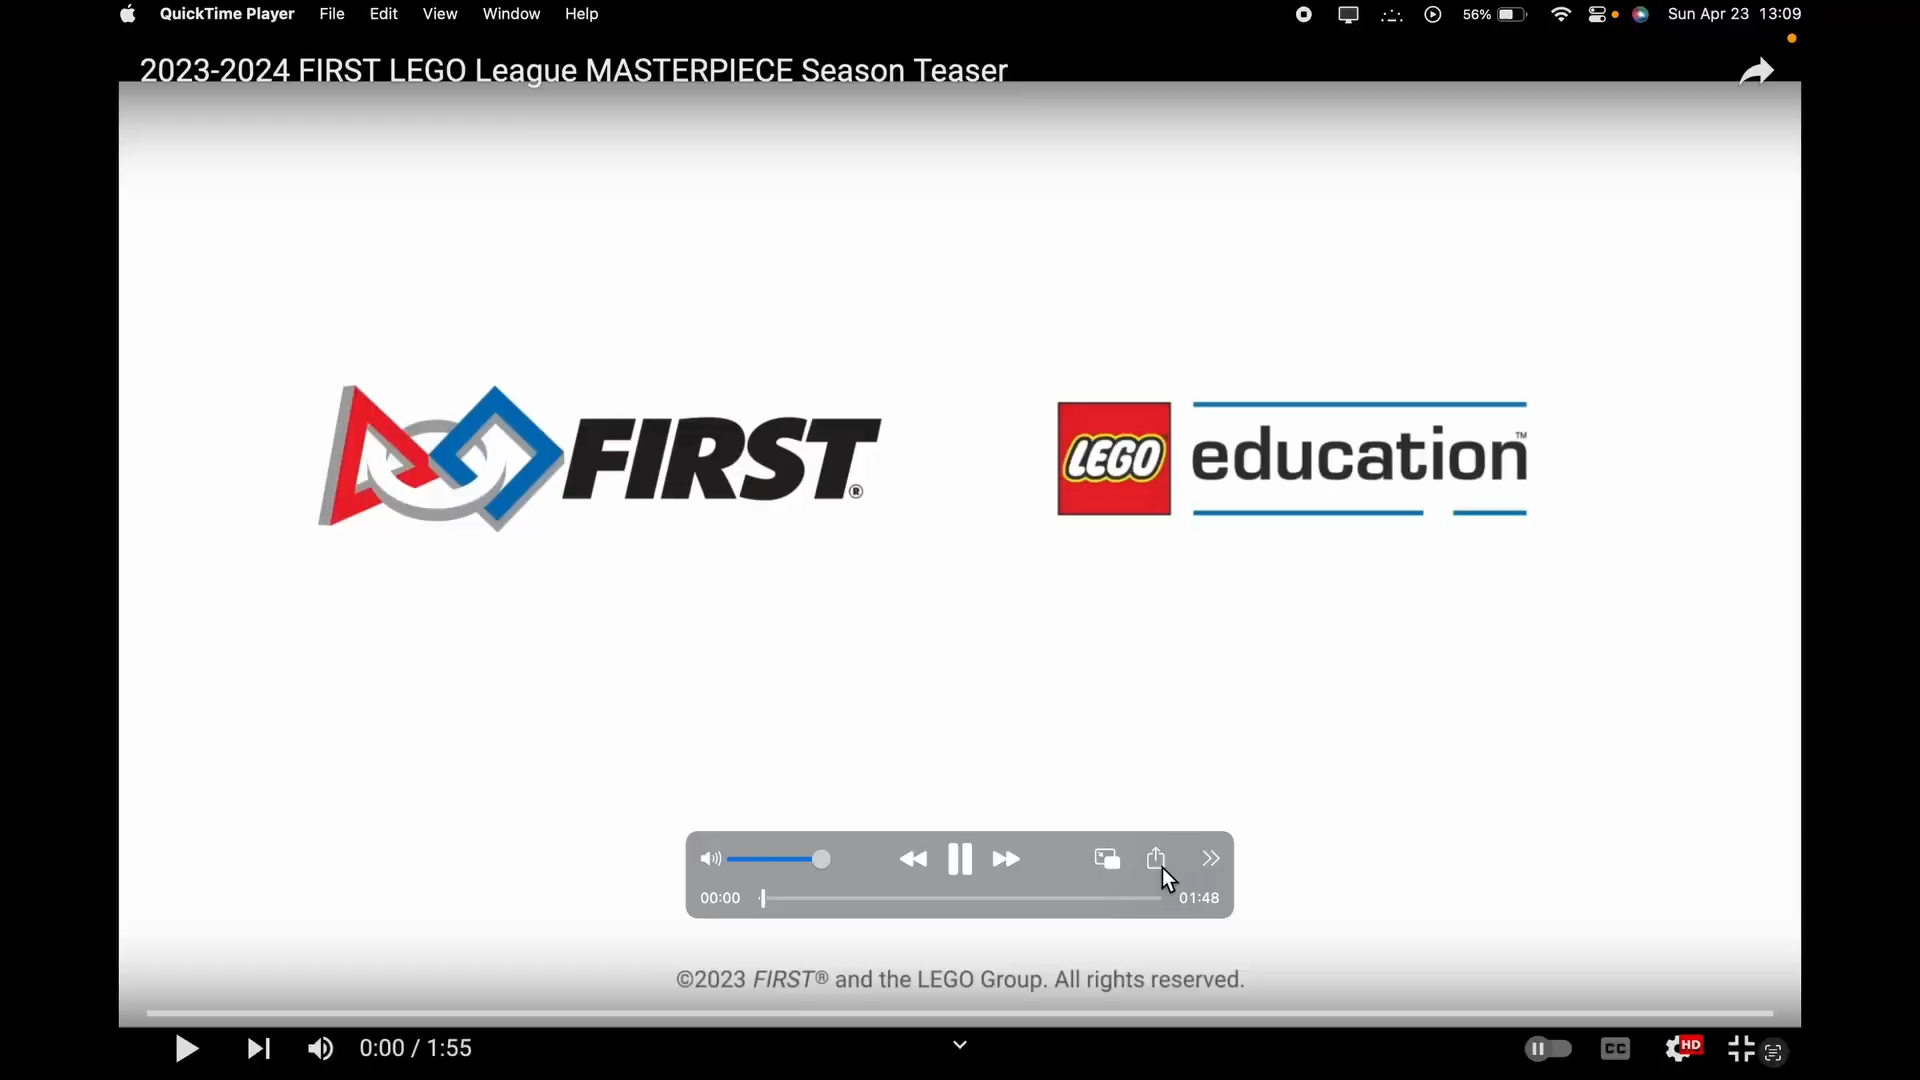 QuickTime Player File Edit View Window Help 56% Sun Apr 23 13:09
2023-2024 FIRST LEGO League MASTERPIECE Season Teaser
FIRST®
LEGO education™
00:00 01:48
©2023 FIRST® and the LEGO Group. All rights reserved.
0:00 / 1:55 CC HD